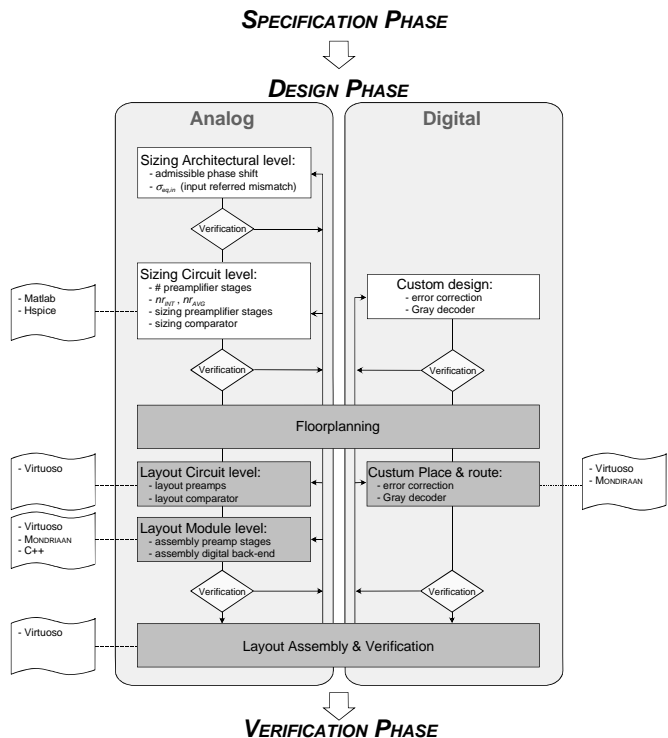 SPECIFICATION PHASE
DESIGN PHASE
Analog
Digital
Sizing Architectural level:
- admissible phase shift
- σeq,in (input referred mismatch)
Verification
Sizing Circuit level:
- # preamplifier stages
- nrINT , nrAVG
- sizing preamplifier stages
- sizing comparator
- Matlab
- Hspice
Custom design:
- error correction
- Gray decoder
Verification
Verification
Floorplanning
- Virtuoso
Layout Circuit level:
- layout preamps
- layout comparator
Custum Place & route:
- error correction
- Gray decoder
- Virtuoso
- MONDIRAAN
- Virtuoso
- MONDRIAAN
- C++
Layout Module level:
- assembly preamp stages
- assembly digital back-end
Verification
Verification
- Virtuoso
Layout Assembly & Verification
VERIFICATION PHASE